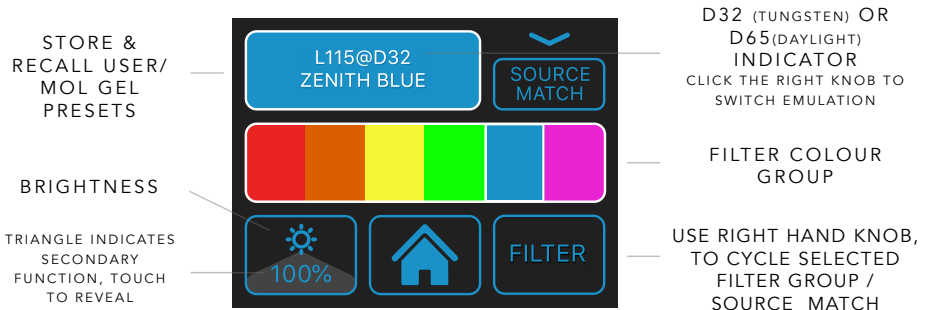 STORE &
RECALL USER/
MOL GEL
PRESETS
BRIGHTNESS
TRIANGLE INDICATES
SECONDARY
FUNCTION, TOUCH
TO REVEAL
L115@D32
ZENITH BLUE
SOURCE
MATCH
100%
FILTER
D32 (TUNGSTEN) OR
D65(DAYLIGHT)
INDICATOR
CLICK THE RIGHT KNOB TO
SWITCH EMULATION
FILTER COLOUR
GROUP
USE RIGHT HAND KNOB,
TO CYCLE SELECTED
FILTER GROUP /
SOURCE MATCH